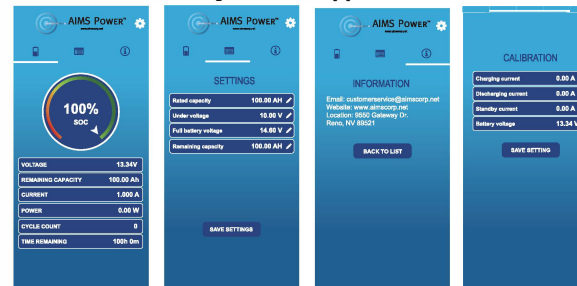 AIMS POWER™
100%
SOC
VOLTAGE 13.34V
REMAINING CAPACITY 100.00 Ah
CURRENT 1.000 A
POWER 0.00 W
CYCLE COUNT 0
TIME REMAINING 100h 0m
AIMS POWER™
SETTINGS
Rated capacity 100.00 AH
Under voltage 10.00 V
Full battery voltage 14.60 V
Remaining capacity 100.00 AH
SAVE SETTINGS
AIMS POWER™
INFORMATION
Email: customerservice@aimscorp.net
Website: www.aimscorp.net
Location: 9550 Gateway Dr.
Reno, NV 89521
BACK TO LIST
CALIBRATION
Charging current 0.00 A
Discharging current 0.00 A
Standby current 0.00 A
Battery voltage 13.34 V
SAVE SETTING